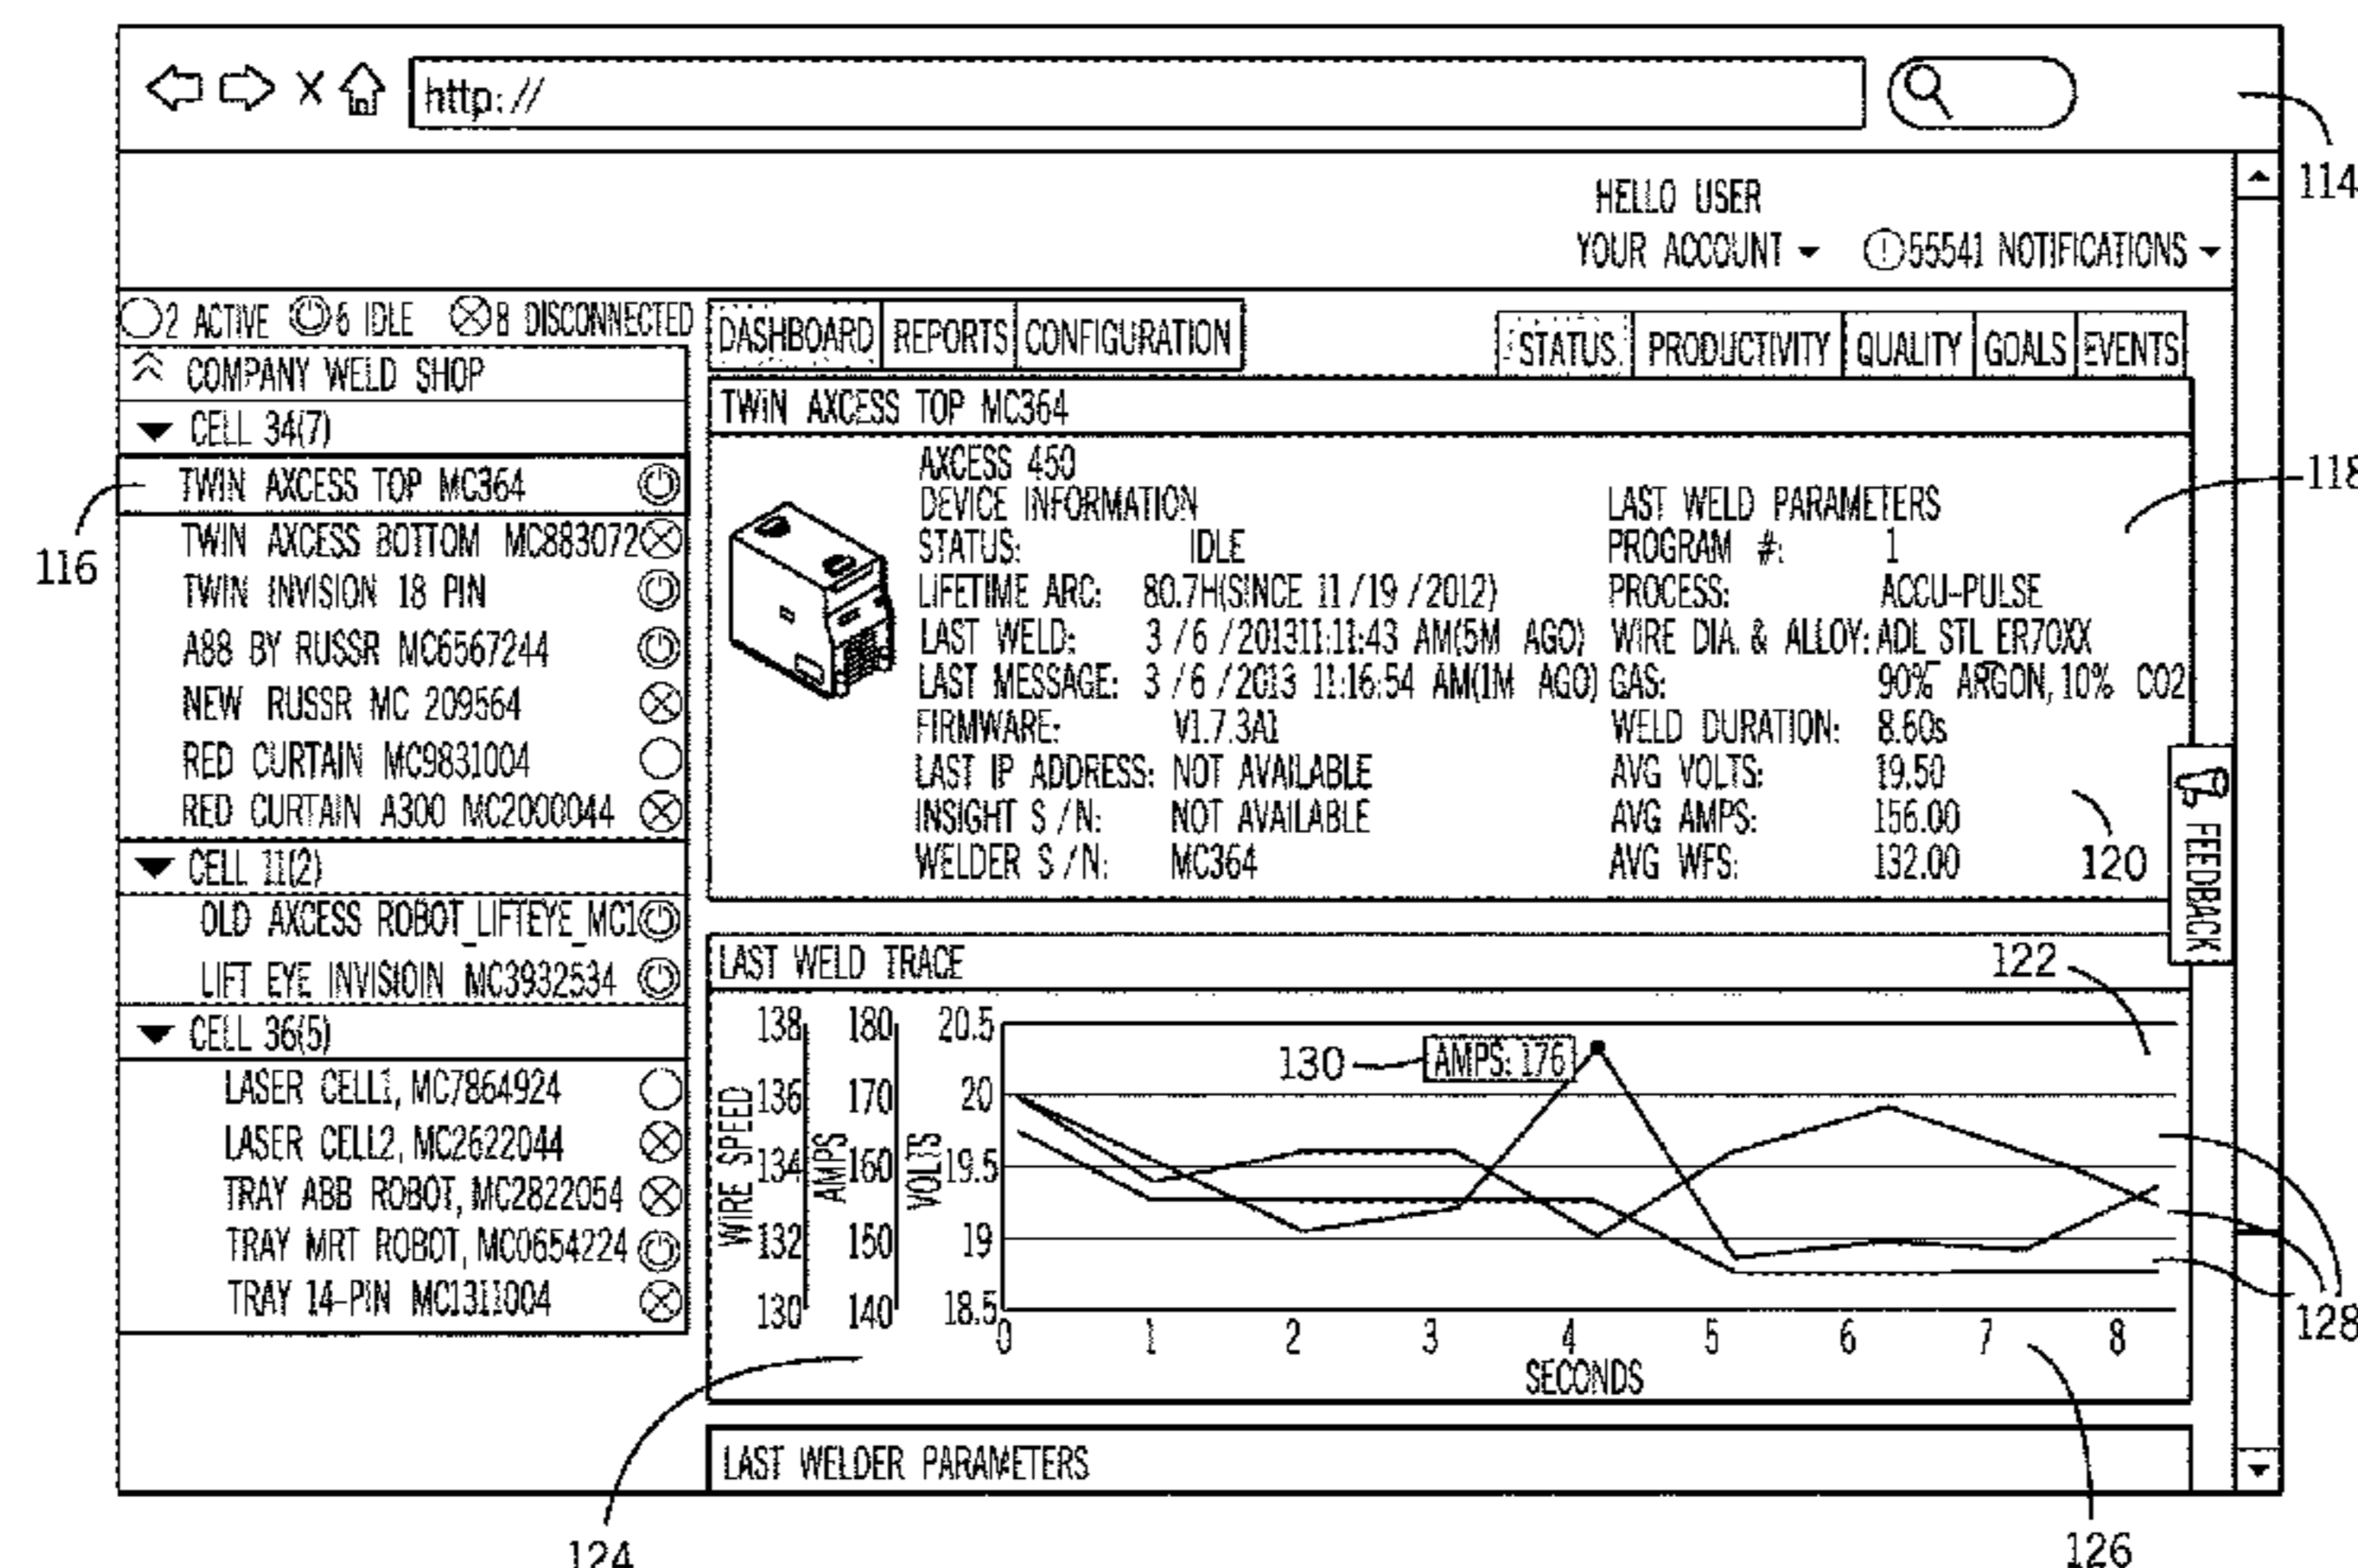 http://
114
HELLO USER
YOUR ACCOUNT 55541 NOTIFICATIONS
2 ACTIVE 6 IDLE 8 DISCONNECTED
DASHBOARD REPORTS CONFIGURATION
STATUS PRODUCTIVITY QUALITY GOALS EVENTS
COMPANY WELD SHOP
CELL 34(7)
TWIN AXCESS TOP MC364
TWIN AXCESS BOTTOM MC883072
TWIN INVISION 18 PIN
A88 BY RUSSR MC6567244
NEW RUSSR MC 209564
RED CURTAIN MC9831004
RED CURTAIN A300 MC2000044
CELL 11(2)
OLD AXCESS ROBOT_LIFTEYE_MC1
LIFT EYE INVISIOIN MC3932534
CELL 36(5)
LASER CELL1, MC7864924
LASER CELL2, MC2622044
TRAY ABB ROBOT, MC2822054
TRAY MRT ROBOT, MC0654224
TRAY 14-PIN MC1311004
116
TWIN AXCESS TOP MC364
AXCESS 450
DEVICE INFORMATION
STATUS: IDLE
LIFETIME ARC: 80.7H(SINCE 11/19/2012)
LAST WELD: 3/6/201311:11:43 AM(5M AGO)
LAST MESSAGE: 3/6/2013 11:16:54 AM(1M AGO)
FIRMWARE: V1.7.3A1
LAST IP ADDRESS: NOT AVAILABLE
INSIGHT S/N: NOT AVAILABLE
WELDER S/N: MC364
LAST WELD PARAMETERS
PROGRAM #: 1
PROCESS: ACCU-PULSE
WIRE DIA. & ALLOY: ADL_STL_ER70XX
GAS: 90% ARGON, 10% CO2
WELD DURATION: 8.60s
AVG VOLTS: 19.50
AVG AMPS: 156.00
AVG WFS: 132.00
118
120
FEEDBACK
LAST WELD TRACE
122
WIRE SPEED
138
136
134
132
130
AMPS
180
170
160
150
140
VOLTS
20.5
20
19.5
19
18.5
130 AMPS: 176
0 1 2 3 4 5 6 7 8
SECONDS
128
LAST WELDER PARAMETERS
124
126